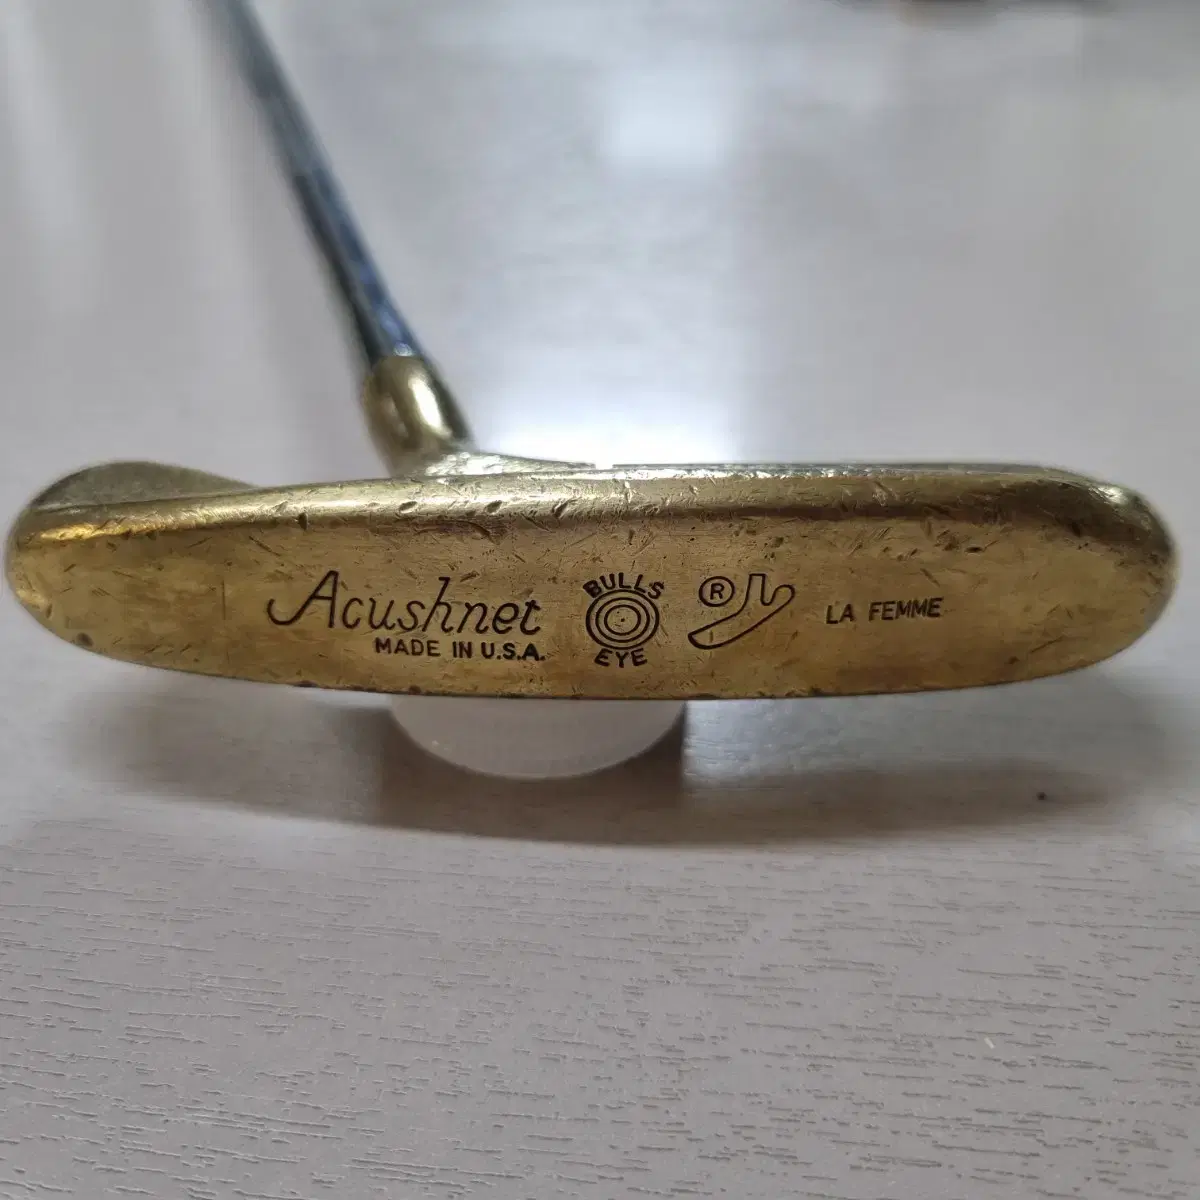 Acushnet
MADE IN U.S.A.
BULLS
EYE
®
LA FEMME